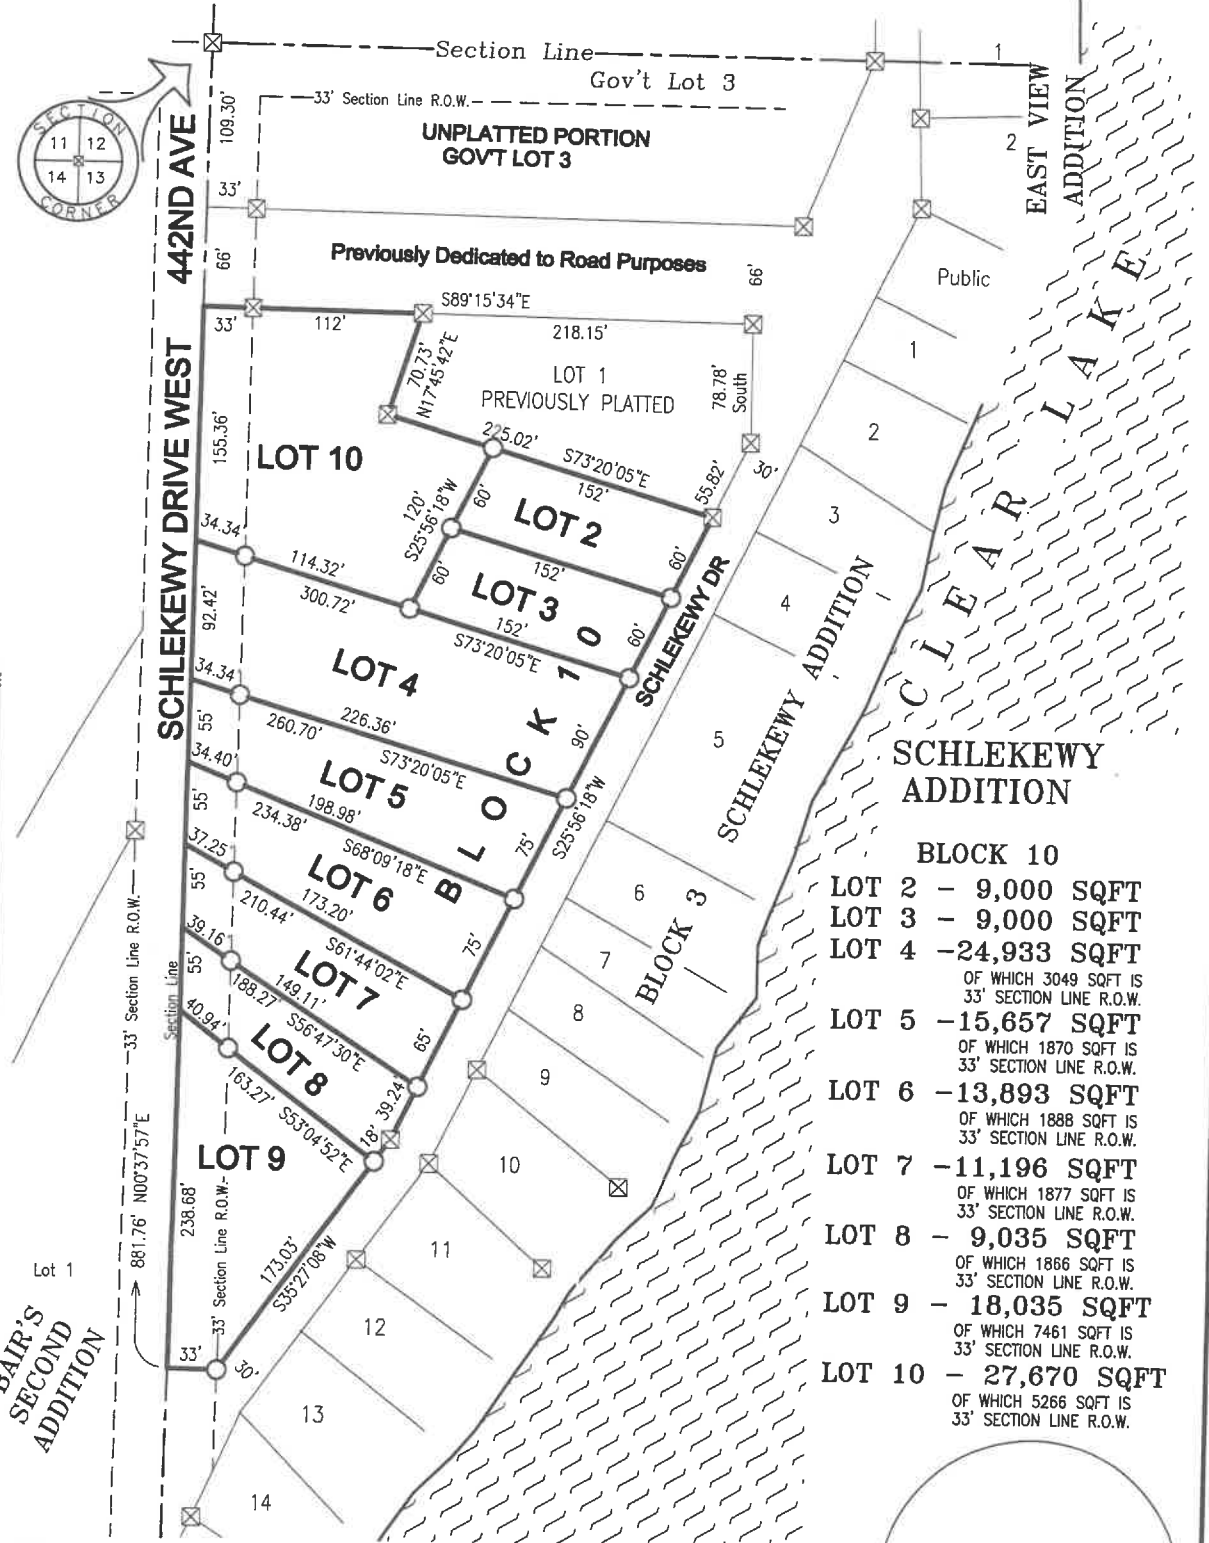 Section Line
Gov't Lot 3
33' Section Line R.O.W.
UNPLATTED PORTION
GOV'T LOT 3
SECTION
11 12
14 13
CORNER
442ND AVE
109.30'
33'
66'
Previously Dedicated to Road Purposes
66'
1
2
EAST VIEW
ADDITION
Public
CLEAR LAKE
S89°15'34"E
33'
112'
218.15'
70.73'
N17°45'42"E
LOT 1
PREVIOUSLY PLATTED
78.78'
South
SCHLEKEWY DRIVE WEST
155.36'
LOT 10
225.02'
S73°20'05"E
152'
55.82'
30'
120'
S25°56'18"W
60'
60'
LOT 2
60'
152'
LOT 3
60'
152'
S73°20'05"E
SCHLEKEWY DR
34.34'
114.32'
300.72'
92.42'
LOT 4
34.34'
226.36'
260.70'
S73°20'05"E
90'
S25°56'18"W
BLOCK 10
55'
34.40'
LOT 5
198.98'
234.38'
S68°09'18"E
75'
55'
37.25'
LOT 6
173.20'
210.44'
S61°44'02"E
75'
55'
39.16'
LOT 7
149.11'
188.27'
S56°47'30"E
65'
55'
40.94'
LOT 8
163.27'
S53°04'52"E
39.24'
18'
LOT 9
238.68'
173.03'
S35°27'08"W
33'
30'
Section Line
33' Section Line R.O.W.
33' Section Line R.O.W.
881.76' N00°37'57"E
Lot 1
BAIR'S
SECOND
ADDITION
SCHLEKEWY ADDITION
BLOCK 3
1
2
3
4
5
6
7
8
9
10
11
12
13
14
SCHLEKEWY
ADDITION
BLOCK 10
LOT 2 - 9,000 SQFT
LOT 3 - 9,000 SQFT
LOT 4 -24,933 SQFT
OF WHICH 3049 SQFT IS
33' SECTION LINE R.O.W.
LOT 5 -15,657 SQFT
OF WHICH 1870 SQFT IS
33' SECTION LINE R.O.W.
LOT 6 -13,893 SQFT
OF WHICH 1888 SQFT IS
33' SECTION LINE R.O.W.
LOT 7 -11,196 SQFT
OF WHICH 1877 SQFT IS
33' SECTION LINE R.O.W.
LOT 8 - 9,035 SQFT
OF WHICH 1866 SQFT IS
33' SECTION LINE R.O.W.
LOT 9 - 18,035 SQFT
OF WHICH 7461 SQFT IS
33' SECTION LINE R.O.W.
LOT 10 - 27,670 SQFT
OF WHICH 5266 SQFT IS
33' SECTION LINE R.O.W.